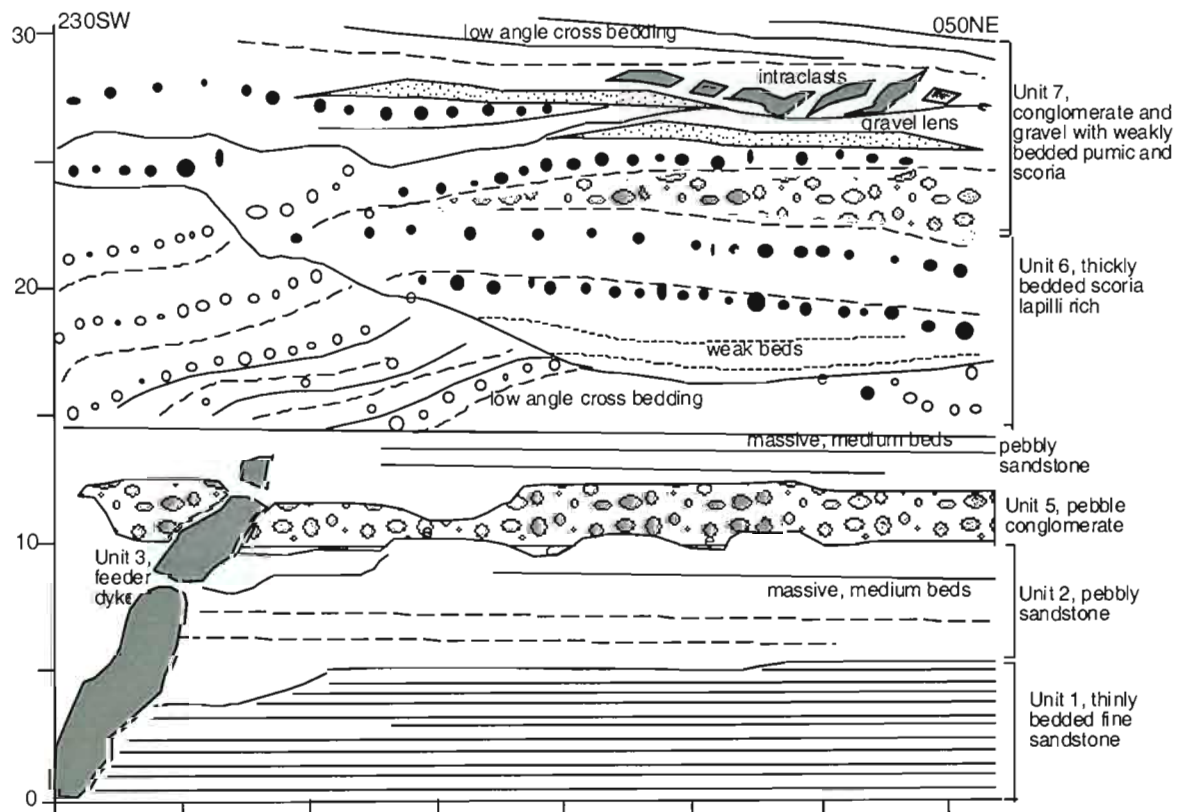 230SW
050NE
30
low angle cross bedding
intraclasts
gravel lens
Unit 7,
conglomerate and
gravel with weakly
bedded pumic and
scoria
20
Unit 6, thickly
bedded scoria
lapilli rich
weak beds
low angle cross bedding
massive, medium beds
pebbly
sandstone
Unit 5, pebble
conglomerate
10
Unit 3,
feeder
dyke
massive, medium beds
Unit 2, pebbly
sandstone
Unit 1, thinly
bedded fine
sandstone
0